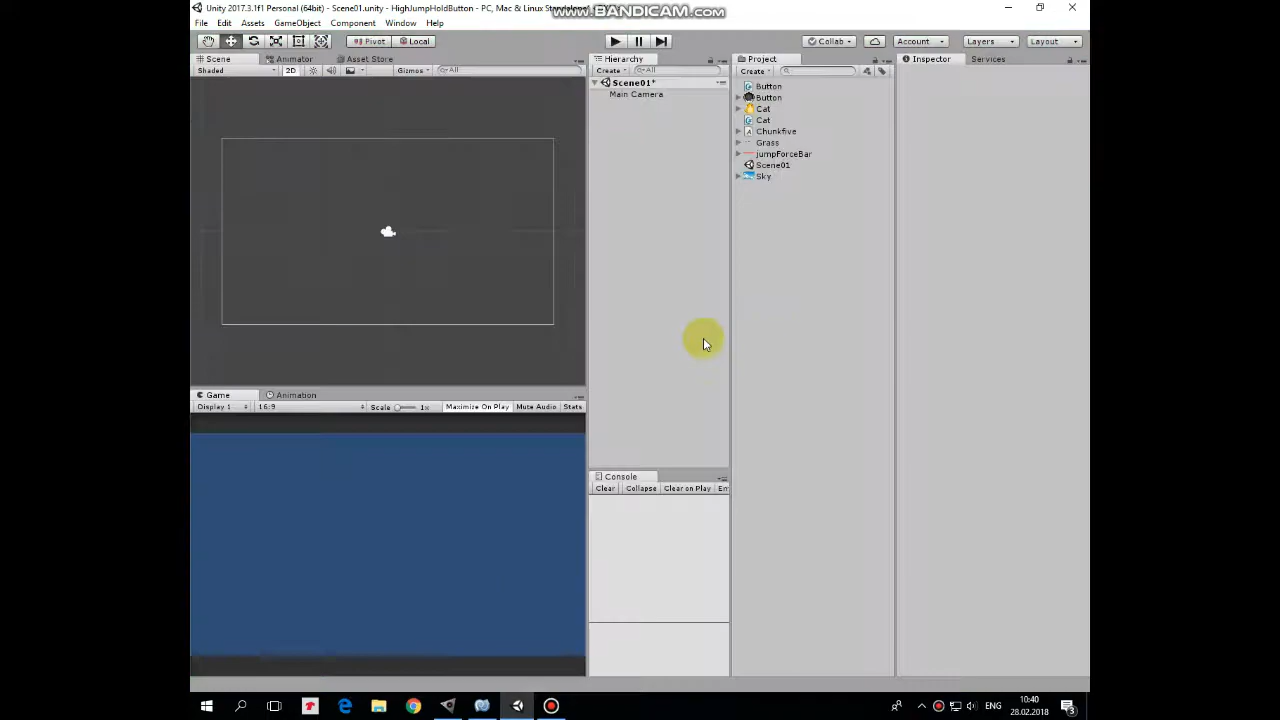 Unity 2017.3.1f1 Personal (64bit) - Scene01.unity - HighJumpHoldButton - PC, Mac & Linux Standalone
WWW.BANDICAM.COM
File Edit Assets GameObject Component Window Help
Pivot Local Collab Account Layers Layout
Scene Animator Asset Store Hierarchy Project Inspector Services
Shaded 2D Gizmos All Create All Create
Scene01*
Main Camera
Button
Button
Cat
Cat
Chunkfive
Grass
jumpForceBar
Scene01
Sky
Game Animation
Display 1 16:9 Scale 1x Maximize On Play Mute Audio Stats
Console
Clear Collapse Clear on Play
ENG 10:40
28.02.2018
3